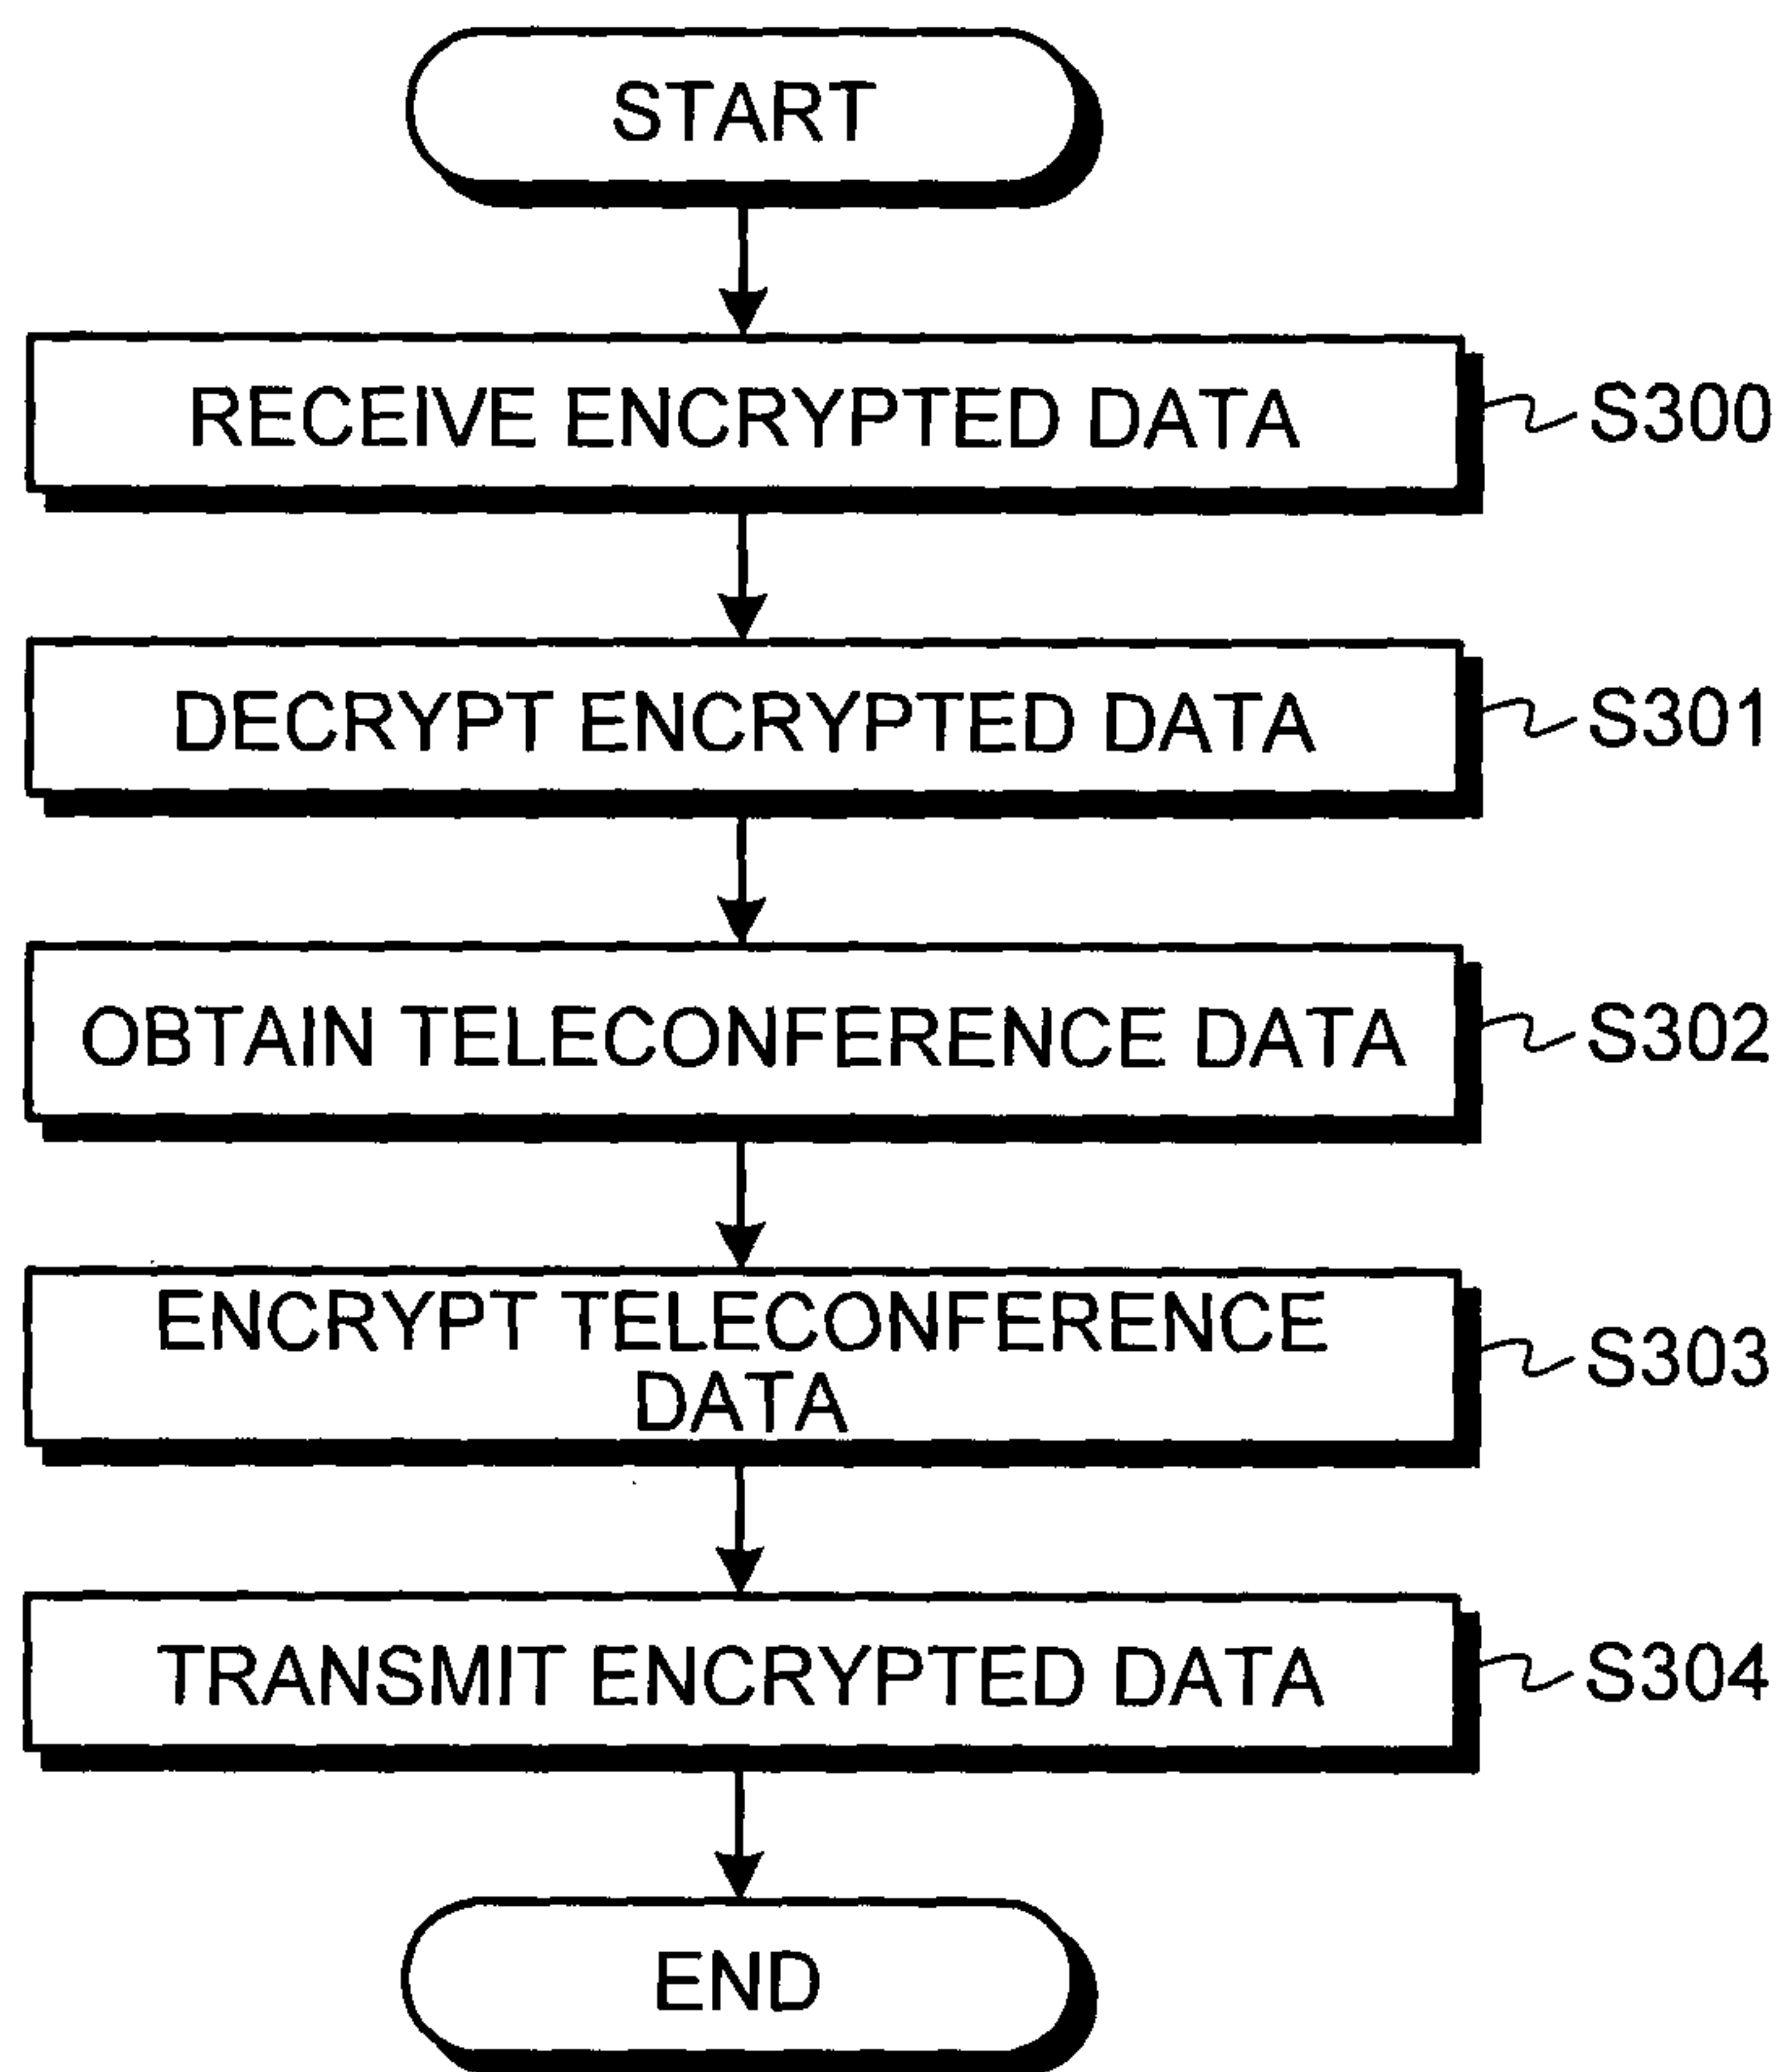 START
RECEIVE ENCRYPTED DATA
S300
DECRYPT ENCRYPTED DATA
S301
OBTAIN TELECONFERENCE DATA
S302
ENCRYPT TELECONFERENCE
DATA
S303
TRANSMIT ENCRYPTED DATA
S304
END